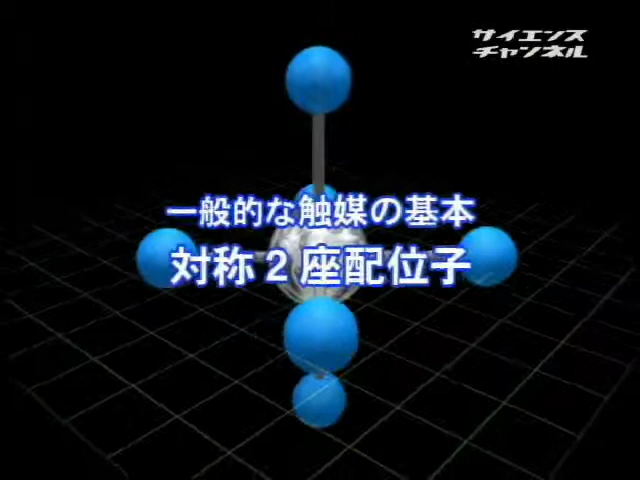 サイエンス
チャンネル
一般的な触媒の基本
対称２座配位子